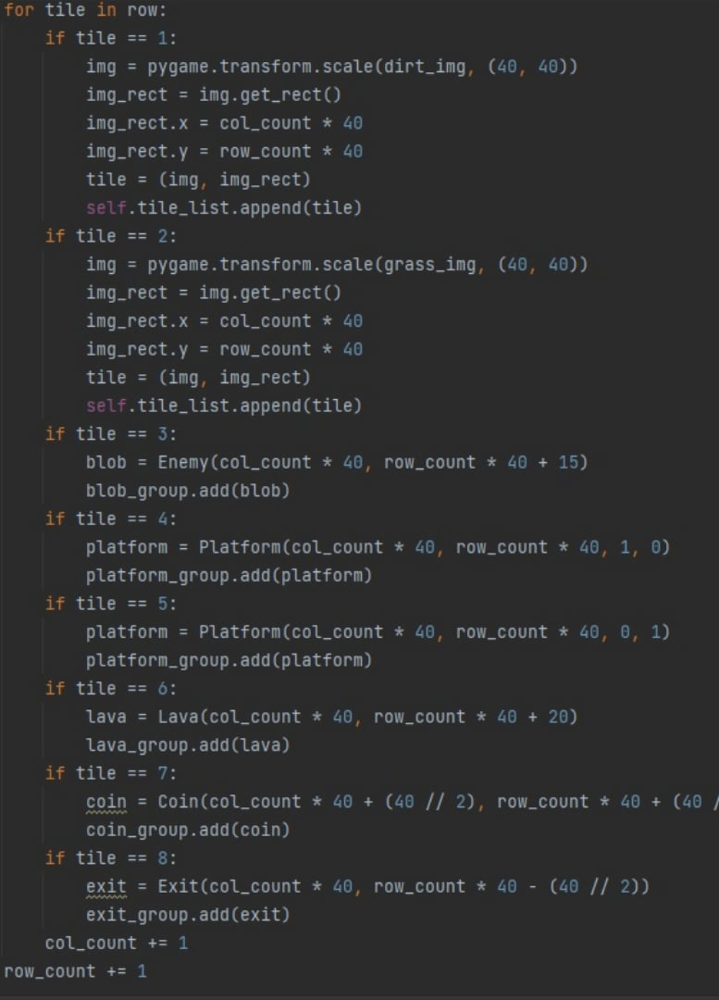 for tile in row:
    if tile == 1:
        img = pygame.transform.scale(dirt_img, (40, 40))
        img_rect = img.get_rect()
        img_rect.x = col_count * 40
        img_rect.y = row_count * 40
        tile = (img, img_rect)
        self.tile_list.append(tile)
    if tile == 2:
        img = pygame.transform.scale(grass_img, (40, 40))
        img_rect = img.get_rect()
        img_rect.x = col_count * 40
        img_rect.y = row_count * 40
        tile = (img, img_rect)
        self.tile_list.append(tile)
    if tile == 3:
        blob = Enemy(col_count * 40, row_count * 40 + 15)
        blob_group.add(blob)
    if tile == 4:
        platform = Platform(col_count * 40, row_count * 40, 1, 0)
        platform_group.add(platform)
    if tile == 5:
        platform = Platform(col_count * 40, row_count * 40, 0, 1)
        platform_group.add(platform)
    if tile == 6:
        lava = Lava(col_count * 40, row_count * 40 + 20)
        lava_group.add(lava)
    if tile == 7:
        coin = Coin(col_count * 40 + (40 // 2), row_count * 40 + (40 /
        coin_group.add(coin)
    if tile == 8:
        exit = Exit(col_count * 40, row_count * 40 - (40 // 2))
        exit_group.add(exit)
    col_count += 1
row_count += 1